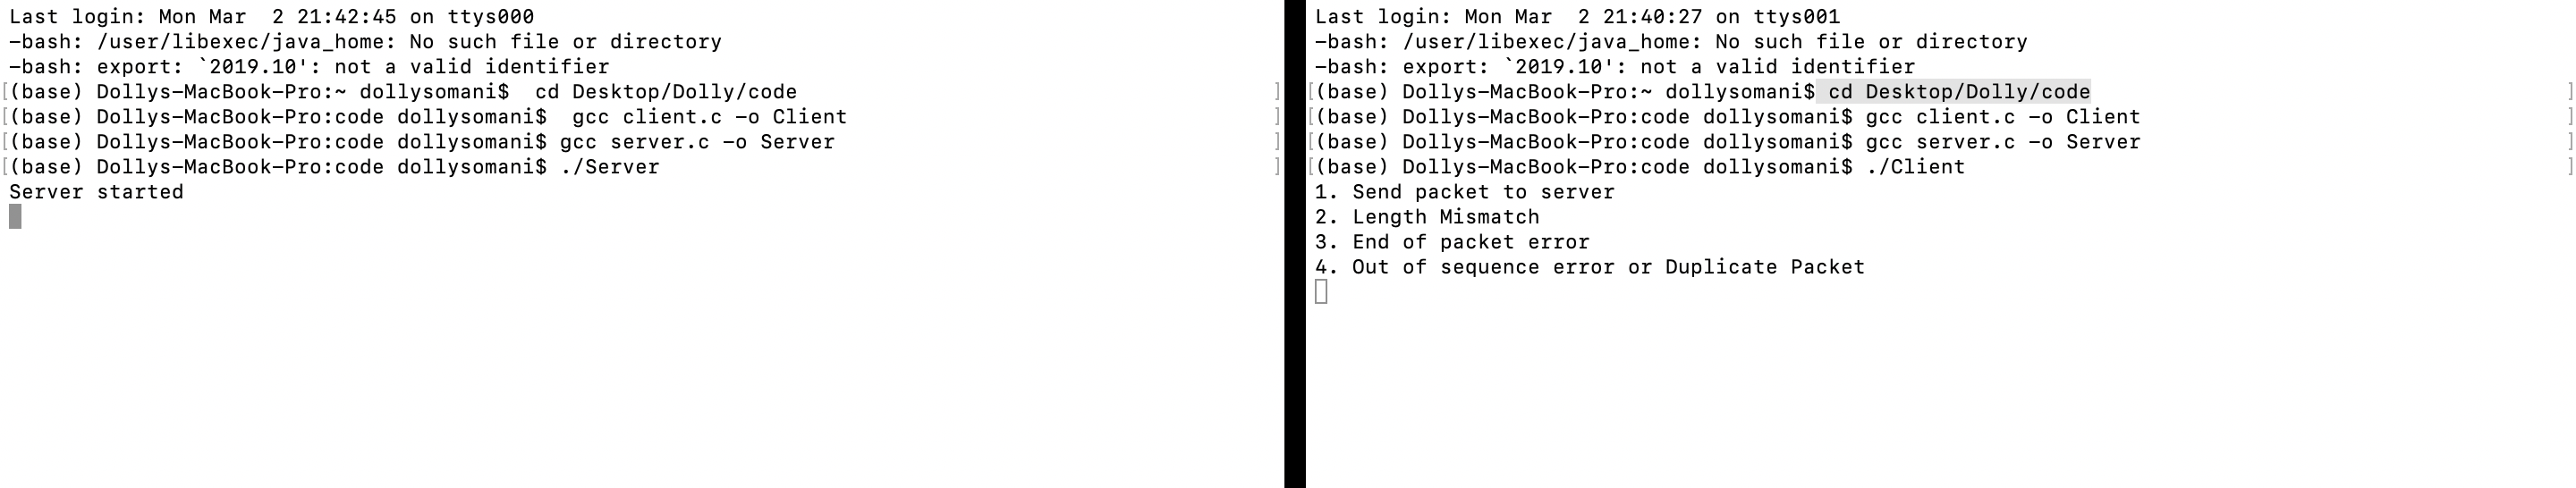 Last login: Mon Mar  2 21:42:45 on ttys000
-bash: /user/libexec/java_home: No such file or directory
-bash: export: `2019.10': not a valid identifier
[(base) Dollys-MacBook-Pro:~ dollysomani$  cd Desktop/Dolly/code ]
[(base) Dollys-MacBook-Pro:code dollysomani$  gcc client.c -o Client ]
[(base) Dollys-MacBook-Pro:code dollysomani$ gcc server.c -o Server ]
[(base) Dollys-MacBook-Pro:code dollysomani$ ./Server ]
Server started
Last login: Mon Mar  2 21:40:27 on ttys001
-bash: /user/libexec/java_home: No such file or directory
-bash: export: `2019.10': not a valid identifier
[(base) Dollys-MacBook-Pro:~ dollysomani$ cd Desktop/Dolly/code ]
[(base) Dollys-MacBook-Pro:code dollysomani$ gcc client.c -o Client ]
[(base) Dollys-MacBook-Pro:code dollysomani$ gcc server.c -o Server ]
[(base) Dollys-MacBook-Pro:code dollysomani$ ./Client ]
1. Send packet to server
2. Length Mismatch
3. End of packet error
4. Out of sequence error or Duplicate Packet